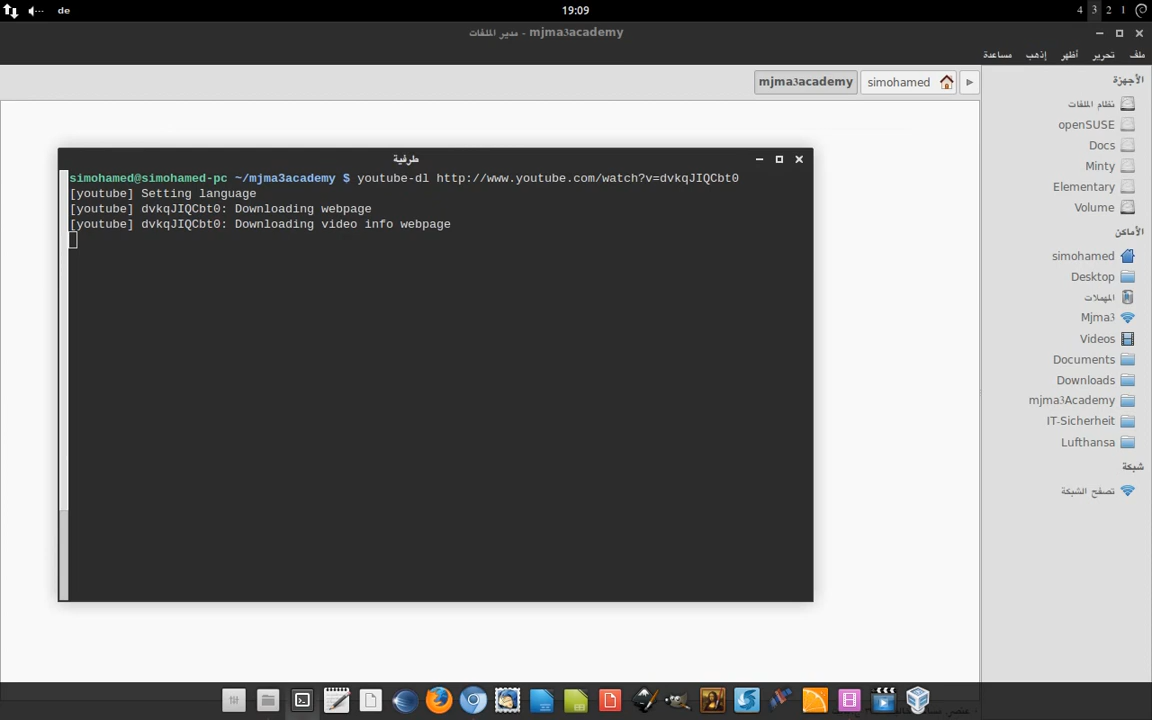 de
19:09
4 3 2 1
mjma3academy - مدير الملفات
ملف تحرير أظهر إذهب مساعدة
mjma3academy simohamed
الأجهزة
نظام الملفات
openSUSE
Docs
Minty
Elementary
Volume
الأماكن
simohamed
Desktop
المهملات
Mjma3
Videos
Documents
Downloads
mjma3Academy
IT-Sicherheit
Lufthansa
شبكة
تصفح الشبكة
طرفية
simohamed@simohamed-pc ~/mjma3academy $ youtube-dl http://www.youtube.com/watch?v=dvkqJIQCbt0
[youtube] Setting language
[youtube] dvkqJIQCbt0: Downloading webpage
[youtube] dvkqJIQCbt0: Downloading video info webpage